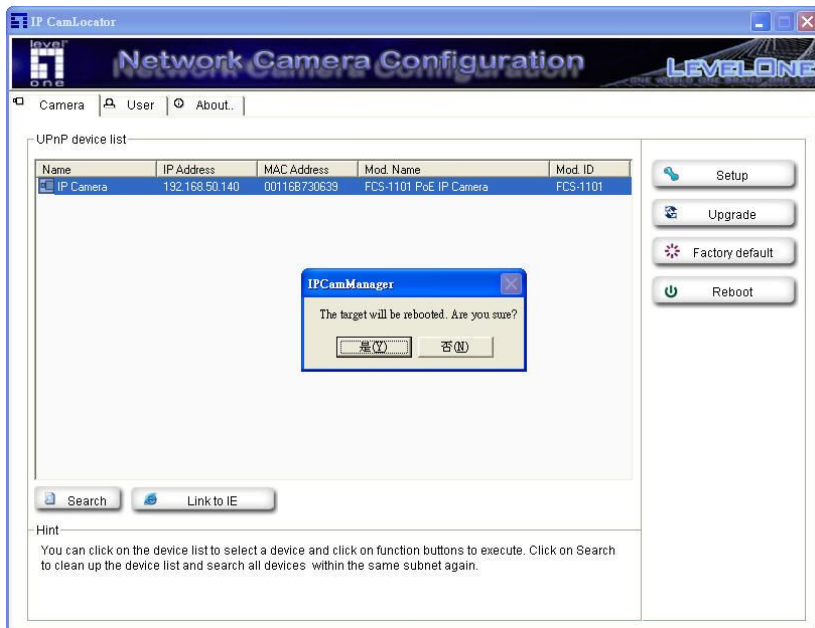 IP CamLocator
level
one
Network Camera Configuration
LEVELONE
Camera User About..
UPnP device list
Name IP Address MAC Address Mod. Name Mod. ID
IP Camera 192.168.50.140 00116B730639 FCS-1101 PoE IP Camera FCS-1101
Setup
Upgrade
Factory default
Reboot
IPCamManager
The target will be rebooted. Are you sure?
是(Y) 否(N)
Search Link to IE
Hint
You can click on the device list to select a device and click on function buttons to execute. Click on Search
to clean up the device list and search all devices within the same subnet again.